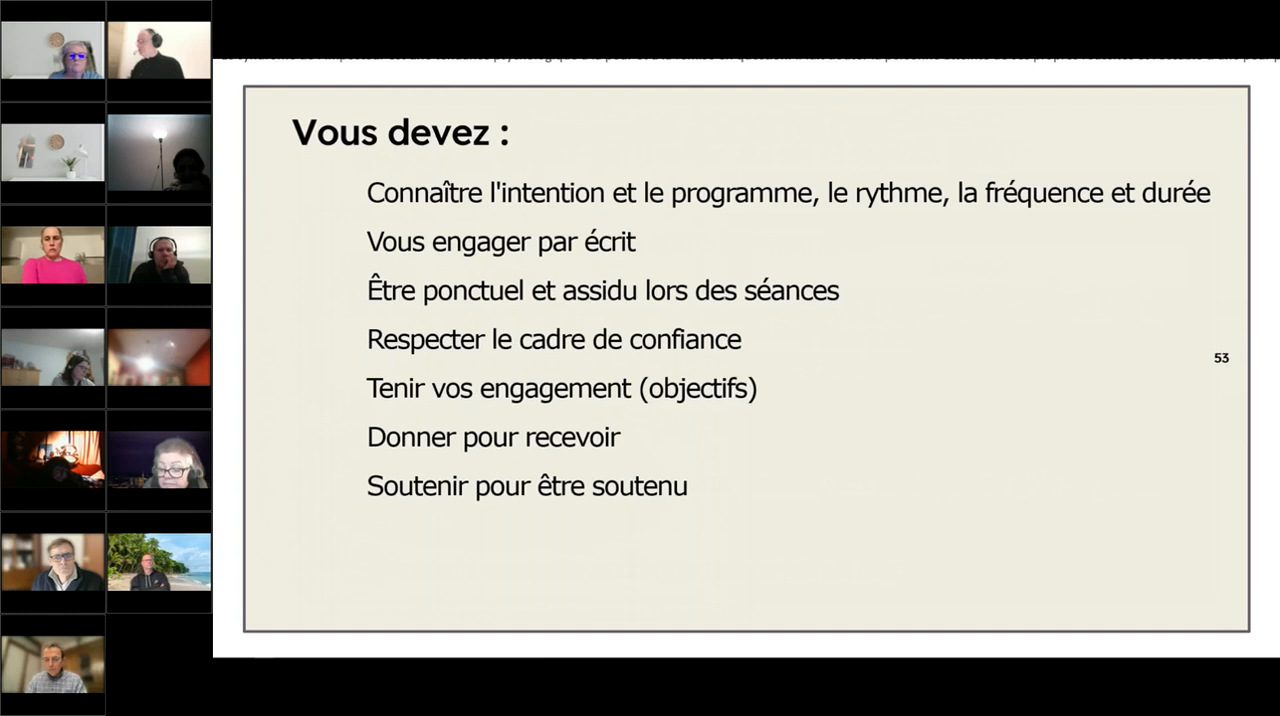 Vous devez :
Connaître l'intention et le programme, le rythme, la fréquence et durée
Vous engager par écrit
Être ponctuel et assidu lors des séances
Respecter le cadre de confiance
53
Tenir vos engagement (objectifs)
Donner pour recevoir
Soutenir pour être soutenu